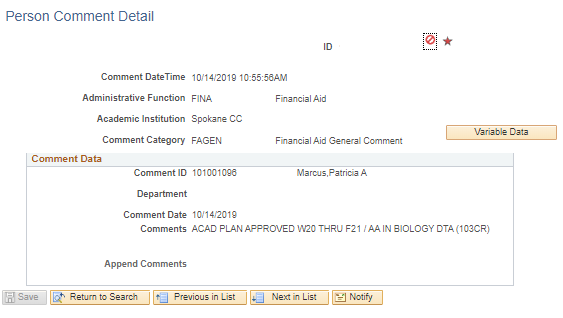 Person Comment Detail
ID
Comment DateTime 10/14/2019 10:55:56AM
Administrative Function FINA Financial Aid
Academic Institution Spokane CC
Comment Category FAGEN Financial Aid General Comment
Variable Data
Comment Data
Comment ID 101001096 Marcus,Patricia A
Department
Comment Date 10/14/2019
Comments ACAD PLAN APPROVED W20 THRU F21 / AA IN BIOLOGY DTA (103CR)
Append Comments
Save Return to Search Previous in List Next in List Notify